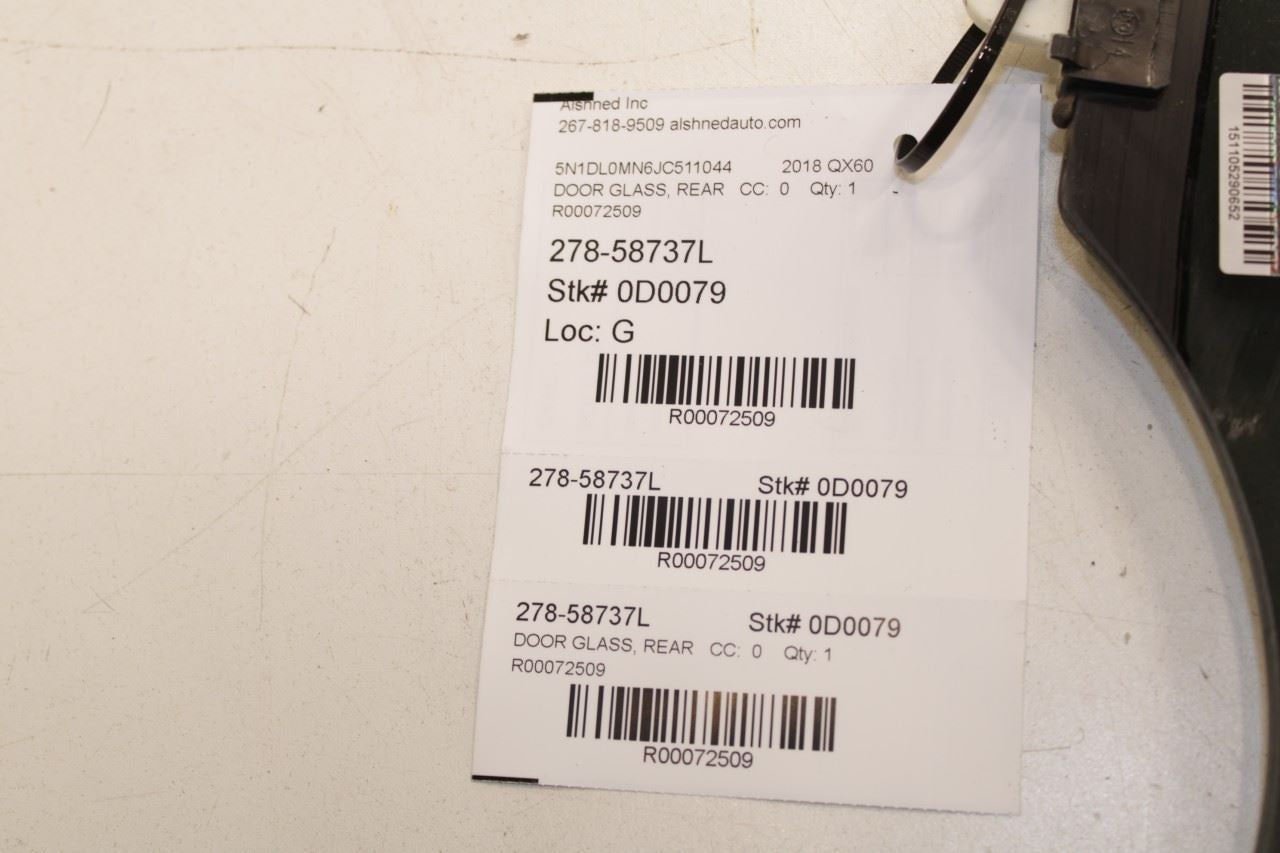 Alshned Inc
267-818-9509 alshnedauto.com
5N1DL0MN6JC511044 2018 QX60
DOOR GLASS, REAR CC: 0 Qty: 1 -
R00072509
278-58737L
Stk# 0D0079
Loc: G
R00072509
278-58737L Stk# 0D0079
R00072509
278-58737L Stk# 0D0079
DOOR GLASS, REAR CC: 0 Qty: 1
R00072509
R00072509
151105290652